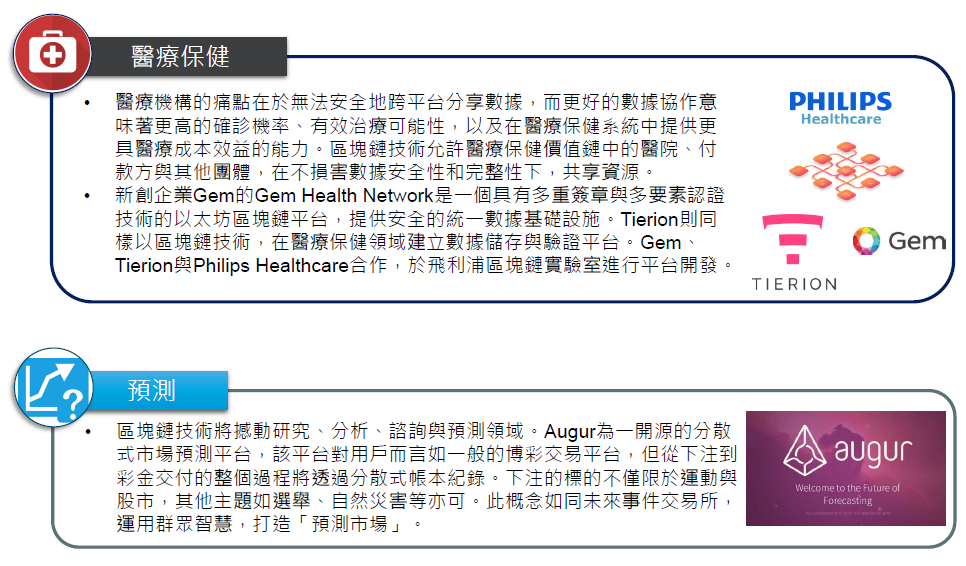 醫療保健
• 醫療機構的痛點在於無法安全地跨平台分享數據，而更好的數據協作意
味著更高的確診機率、有效治療可能性，以及在醫療保健系統中提供更
具醫療成本效益的能力。區塊鏈技術允許醫療保健價值鏈中的醫院、付
款方與其他團體，在不損害數據安全性和完整性下，共享資源。
• 新創企業Gem的Gem Health Network是一個具有多重簽章與多要素認證
技術的以太坊區塊鏈平台，提供安全的統一數據基礎設施。Tierion則同
樣以區塊鏈技術，在醫療保健領域建立數據儲存與驗證平台。Gem、
Tierion與Philips Healthcare合作，於飛利浦區塊鏈實驗室進行平台開發。
PHILIPS
Healthcare
TIERION
Gem
預測
• 區塊鏈技術將撼動研究、分析、諮詢與預測領域。Augur為一開源的分散
式市場預測平台，該平台對用戶而言如一般的博彩交易平台，但從下注到
彩金交付的整個過程將透過分散式帳本紀錄。下注的標的不僅限於運動與
股市，其他主題如選舉、自然災害等亦可。此概念如同未來事件交易所，
運用群眾智慧，打造「預測市場」。
augur
Welcome to the Future of
Forecasting